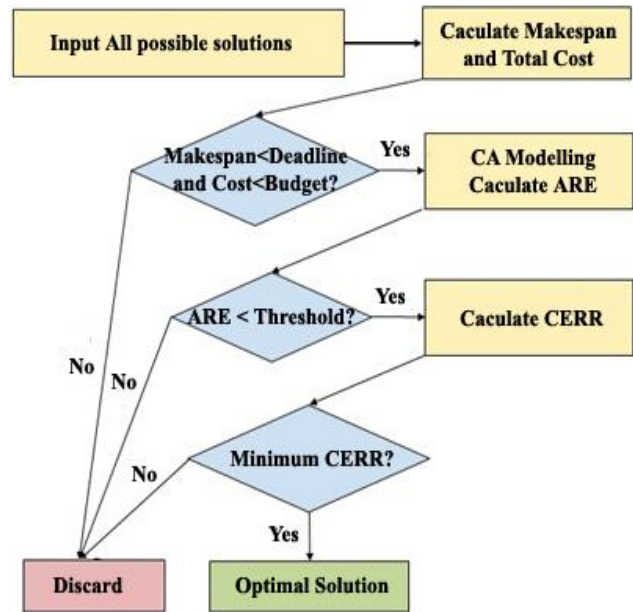 Input All possible solutions
Caculate Makespan
and Total Cost
Makespan<Deadline
and Cost<Budget?
Yes
CA Modelling
Caculate ARE
ARE < Threshold?
Yes
Caculate CERR
No
No
No
Minimum CERR?
Yes
Discard
Optimal Solution